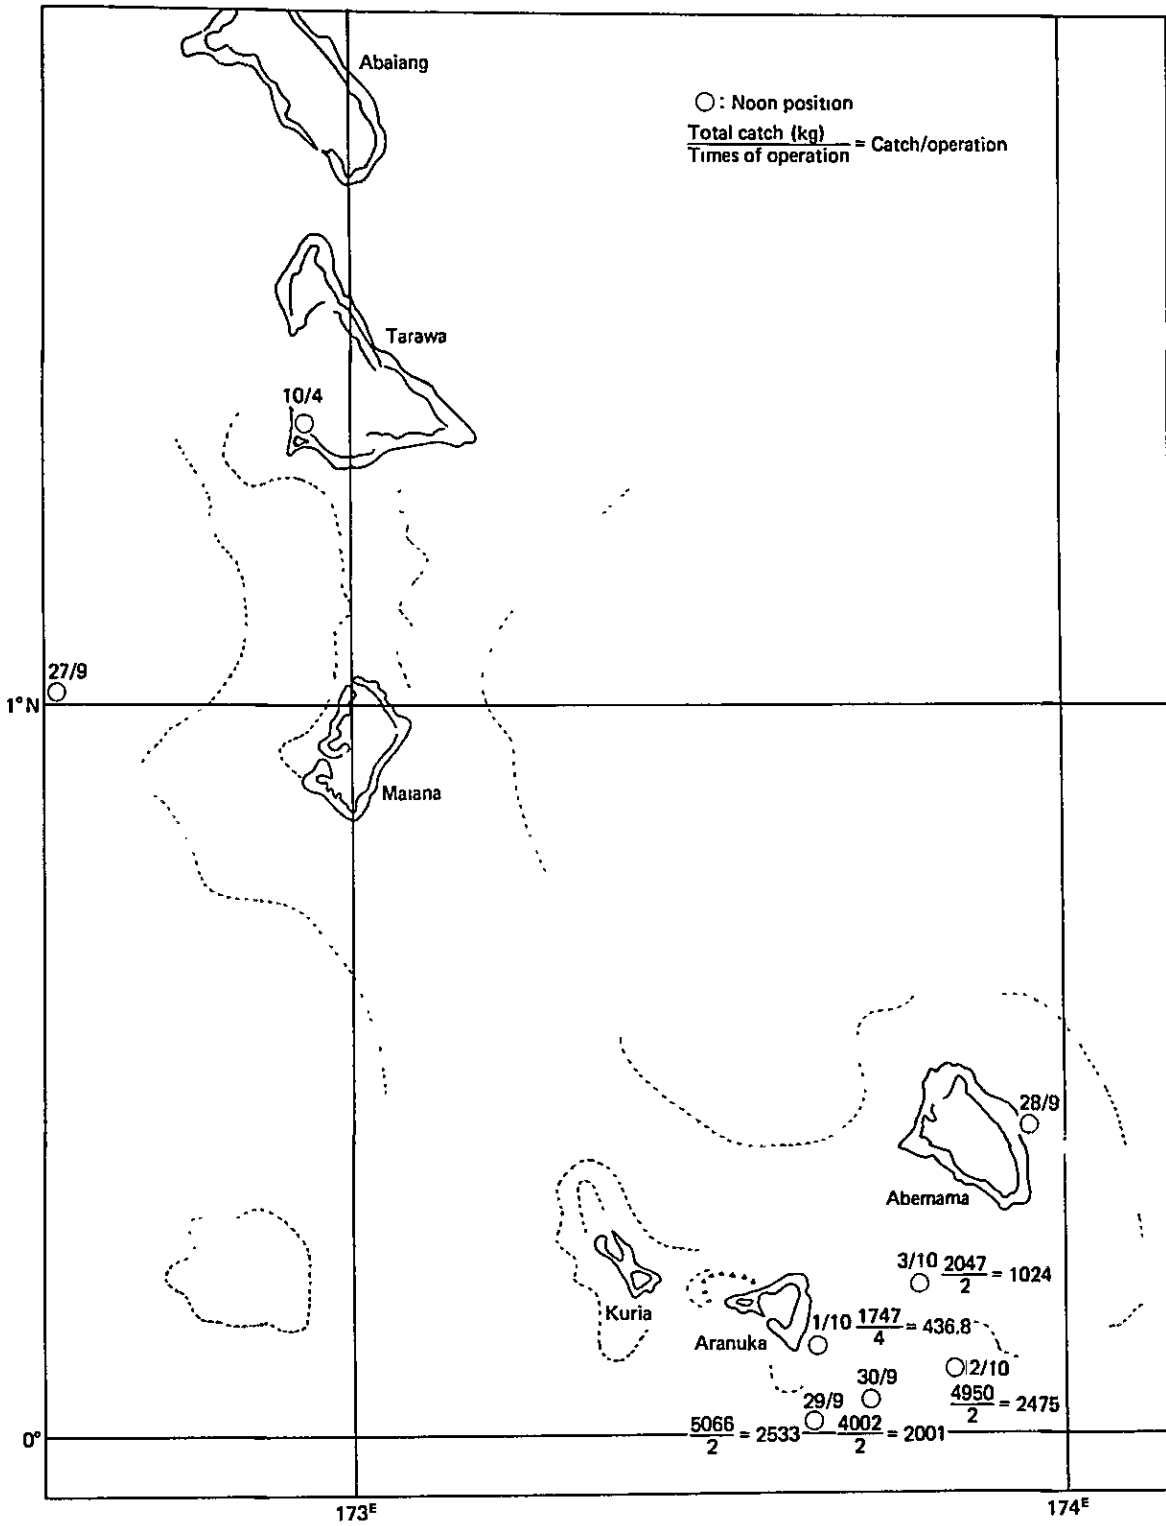 Abaiang
○: Noon position
Total catch (kg)
Times of operation
= Catch/operation
Tarawa
10/4
27/9
1°N
Maiana
28/9
Abemama
3/10 2047/2 = 1024
Kuria
Aranuka
1/10 1747/4 = 436.8
2/10
30/9
4950/2 = 2475
29/9
5066/2 = 2533
4002/2 = 2001
0°
173E
174E